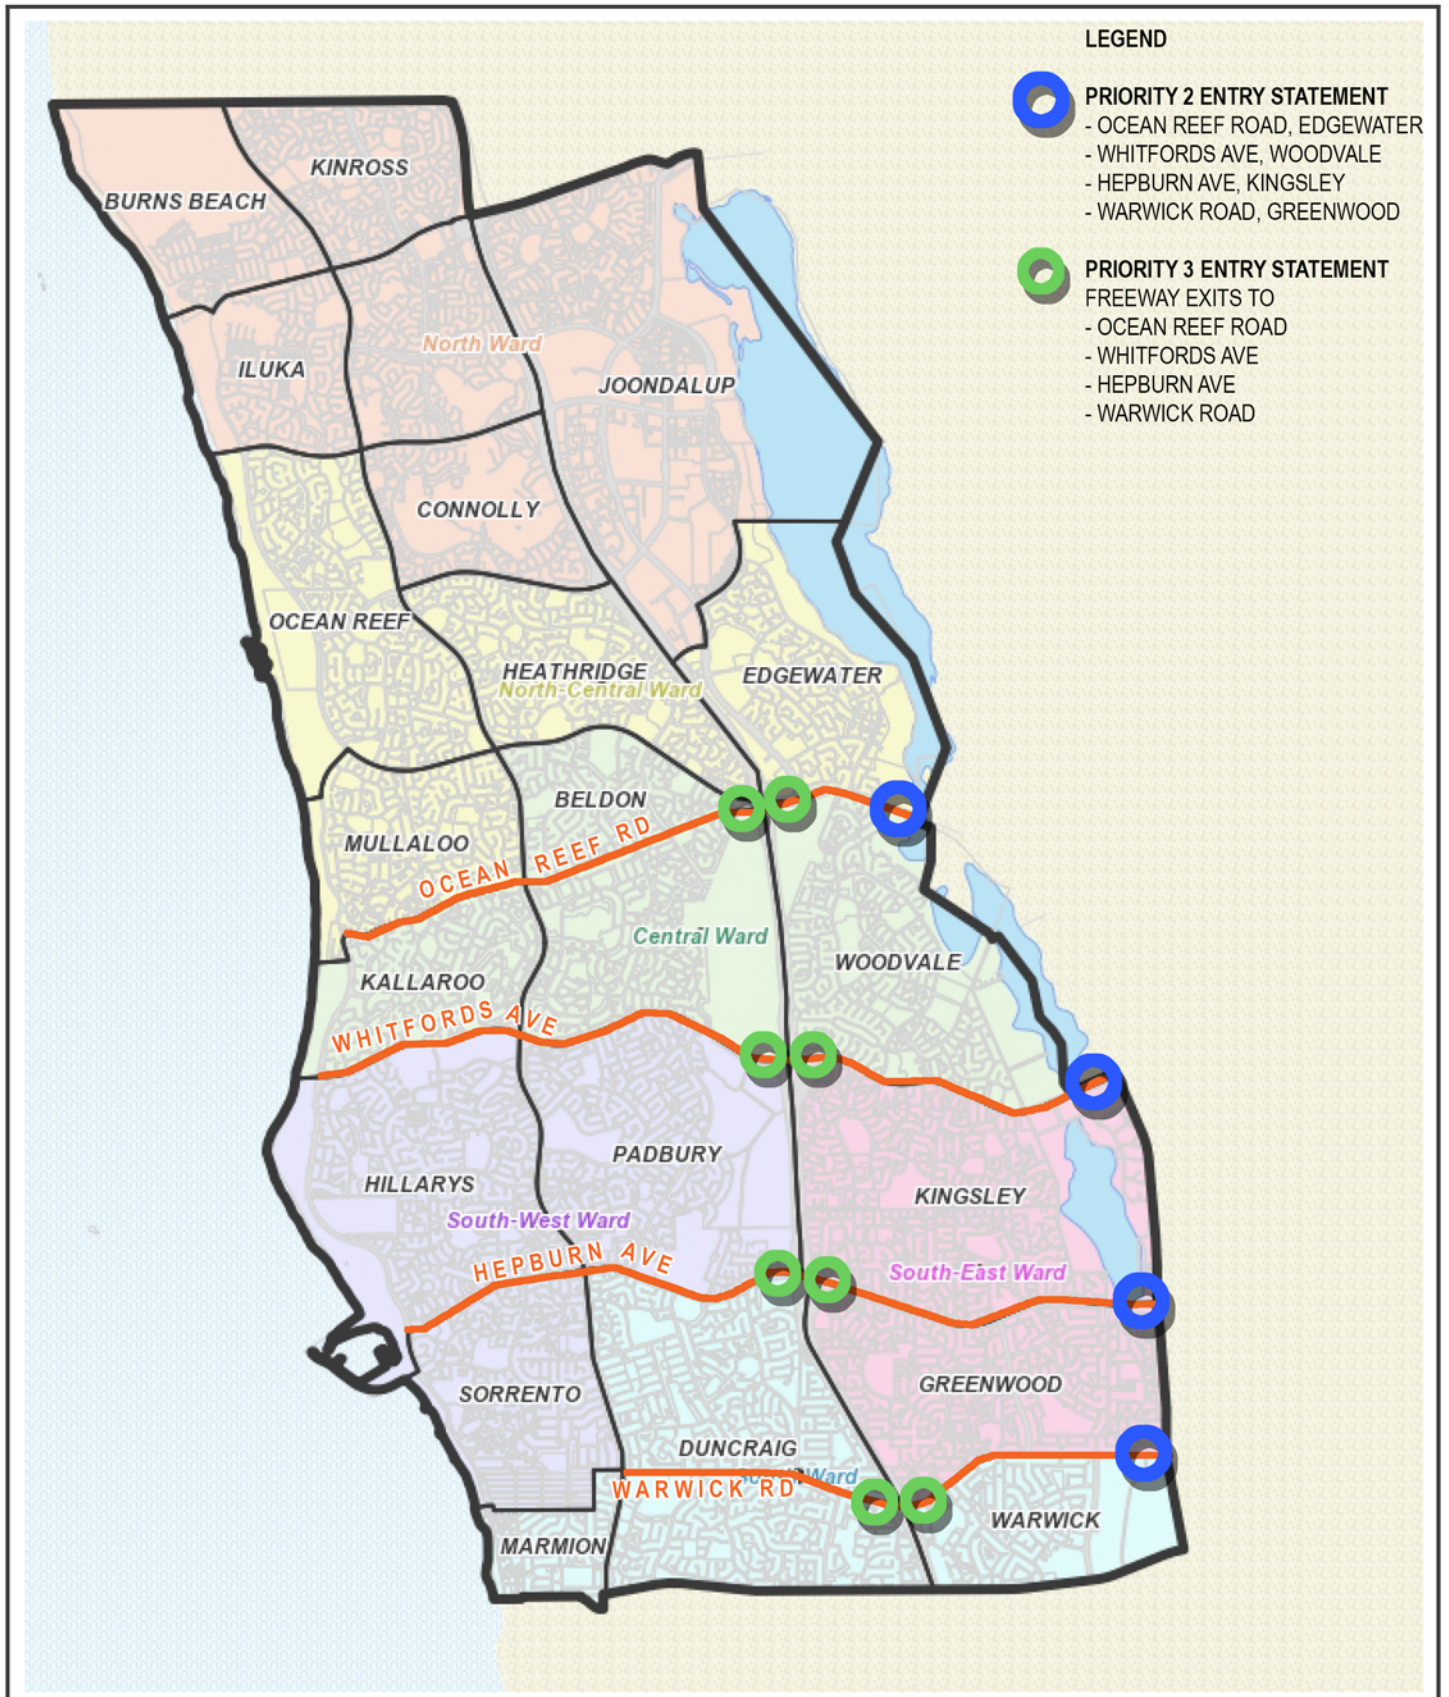 LEGEND
PRIORITY 2 ENTRY STATEMENT
- OCEAN REEF ROAD, EDGEWATER
- WHITFORDS AVE, WOODVALE
- HEPBURN AVE, KINGSLEY
- WARWICK ROAD, GREENWOOD
PRIORITY 3 ENTRY STATEMENT
FREEWAY EXITS TO
- OCEAN REEF ROAD
- WHITFORDS AVE
- HEPBURN AVE
- WARWICK ROAD
KINROSS
BURNS BEACH
North Ward
ILUKA
JOONDALUP
CONNOLLY
OCEAN REEF
HEATHRIDGE
North-Central Ward
EDGEWATER
BELDON
MULLALOO
OCEAN REEF RD
Central Ward
WOODVALE
KALLAROO
WHITFORDS AVE
PADBURY
HILLARYS
KINGSLEY
South-West Ward
HEPBURN AVE
South-East Ward
GREENWOOD
SORRENTO
DUNCRAIG
Ward
WARWICK RD
WARWICK
MARMION